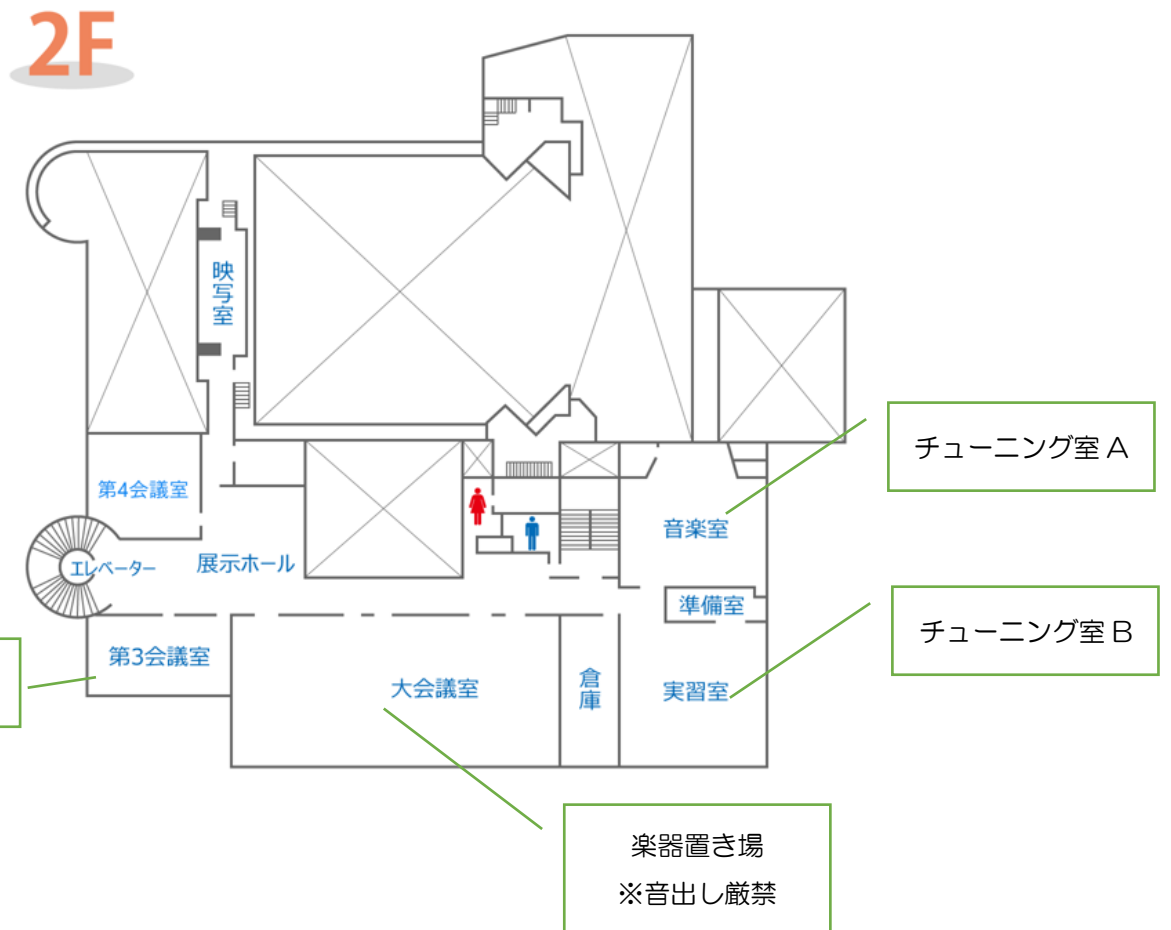 2F
映写室
チューニング室 A
第4会議室
音楽室
エレベーター
展示ホール
準備室
チューニング室 B
第3会議室
大会議室
倉庫
実習室
楽器置き場
※音出し厳禁